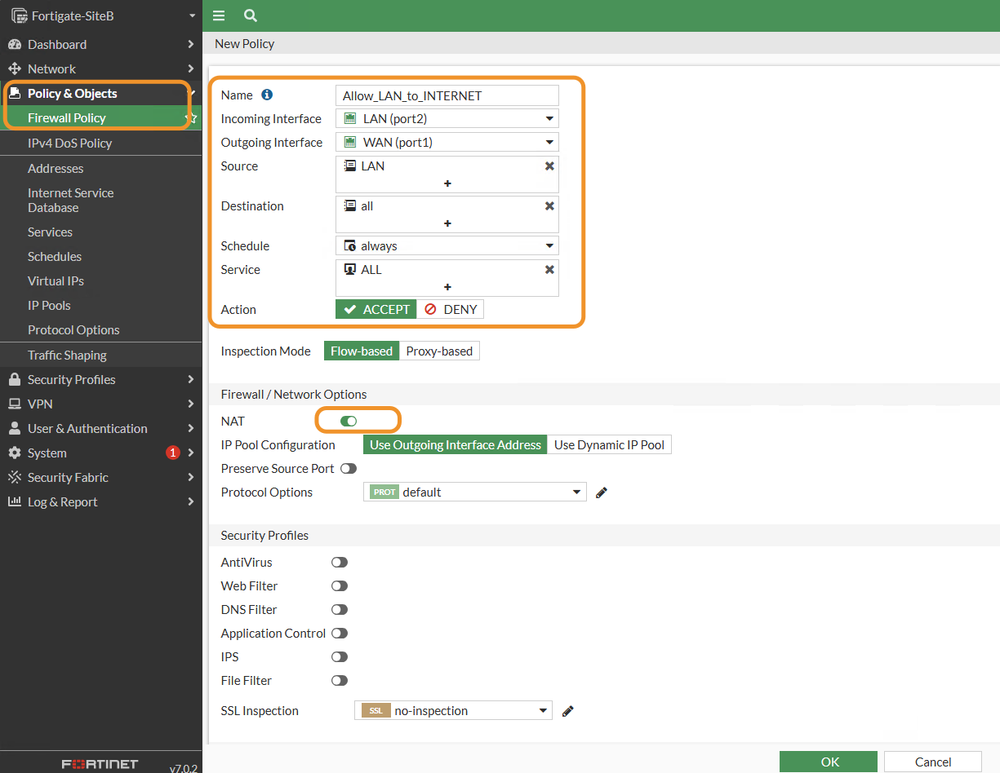 Fortigate-SiteB
Dashboard
Network
Policy & Objects
Firewall Policy
IPv4 DoS Policy
Addresses
Internet Service
Database
Services
Schedules
Virtual IPs
IP Pools
Protocol Options
Traffic Shaping
Security Profiles
VPN
User & Authentication
System 1
Security Fabric
Log & Report
FORTINET v7.0.2
New Policy
Name Allow_LAN_to_INTERNET
Incoming Interface LAN (port2)
Outgoing Interface WAN (port1)
Source LAN
+
Destination all
+
Schedule always
Service ALL
+
Action ACCEPT DENY
Inspection Mode Flow-based Proxy-based
Firewall / Network Options
NAT
IP Pool Configuration Use Outgoing Interface Address Use Dynamic IP Pool
Preserve Source Port
Protocol Options PROT default
Security Profiles
AntiVirus
Web Filter
DNS Filter
Application Control
IPS
File Filter
SSL Inspection SSL no-inspection
OK Cancel